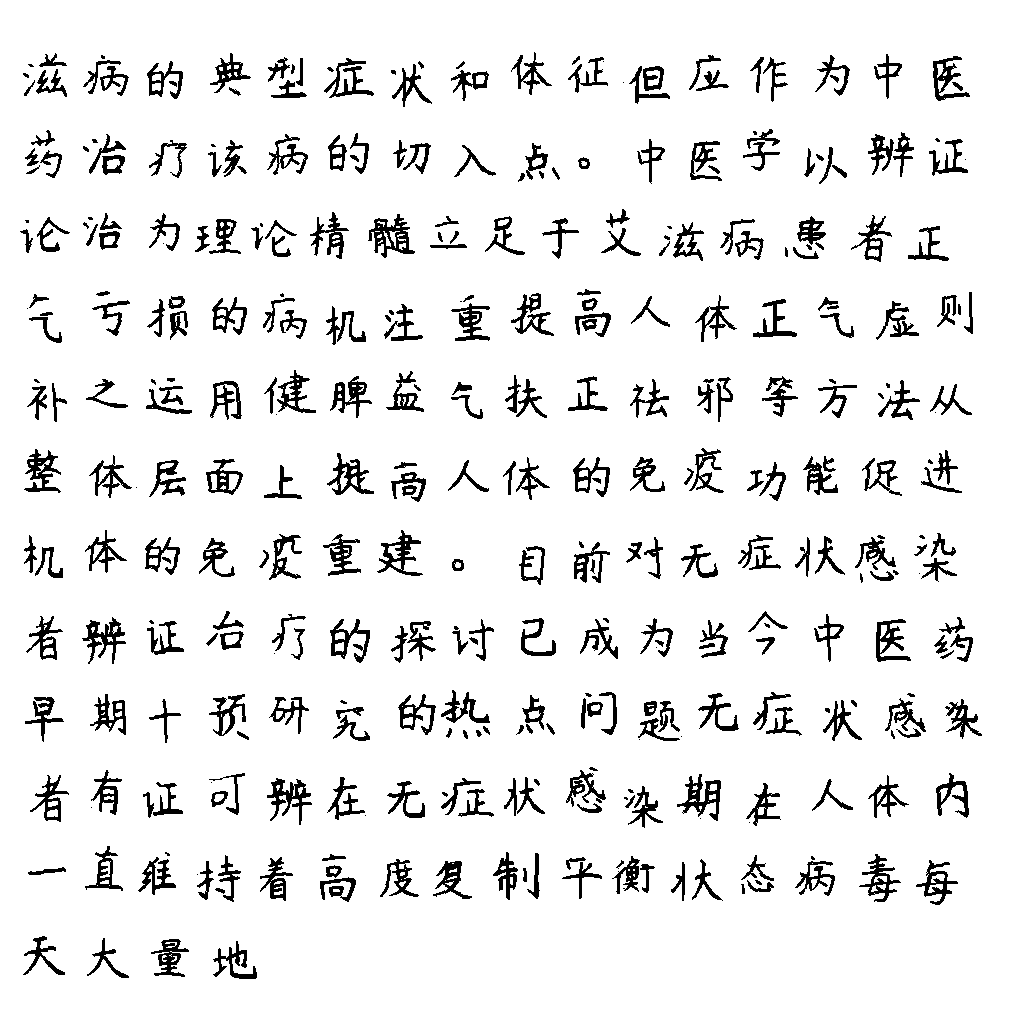 滋病的典型症状和体征但应作为中医
药治疗该病的切入点。中医学以辨证
论治为理论精髓立足于艾滋病患者正
气亏损的病机注重提高人体正气虚则
补之运用健脾益气扶正祛邪等方法从
整体层面上提高人体的免疫功能促进
机体的免疫重建。目前对无症状感染
者辨证治疗的探讨已成为当今中医药
早期干预研究的热点问题无症状感染
者有证可辨在无症状感染期在人体内
一直维持着高度复制平衡状态病毒每
天大量地